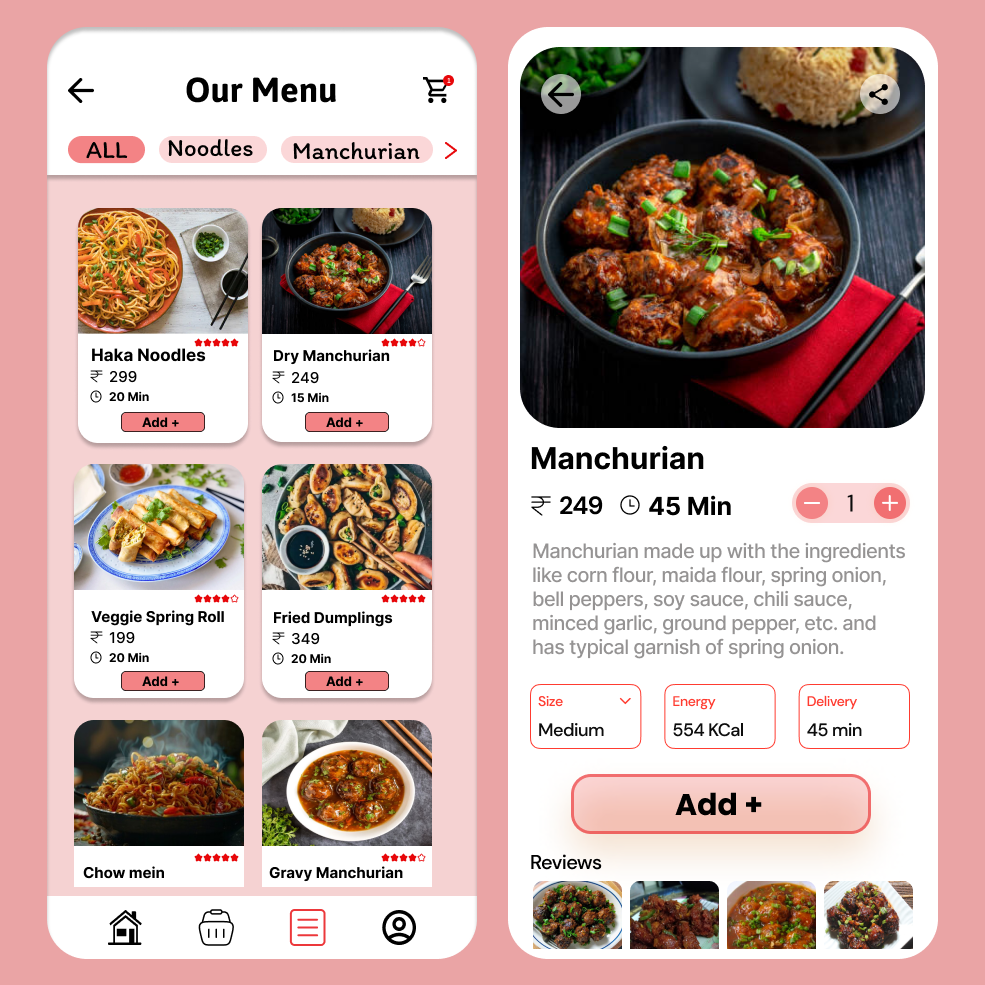 Our Menu
1
ALL
Noodles
Manchurian
Haka Noodles
₹ 299
20 Min
Add +
Dry Manchurian
₹ 249
15 Min
Add +
Veggie Spring Roll
₹ 199
20 Min
Add +
Fried Dumplings
₹ 349
20 Min
Add +
Chow mein
Gravy Manchurian
Manchurian
₹ 249
45 Min
1
Manchurian made up with the ingredients
like corn flour, maida flour, spring onion,
bell peppers, soy sauce, chili sauce,
minced garlic, ground pepper, etc. and
has typical garnish of spring onion.
Size
Medium
Energy
554 KCal
Delivery
45 min
Add +
Reviews